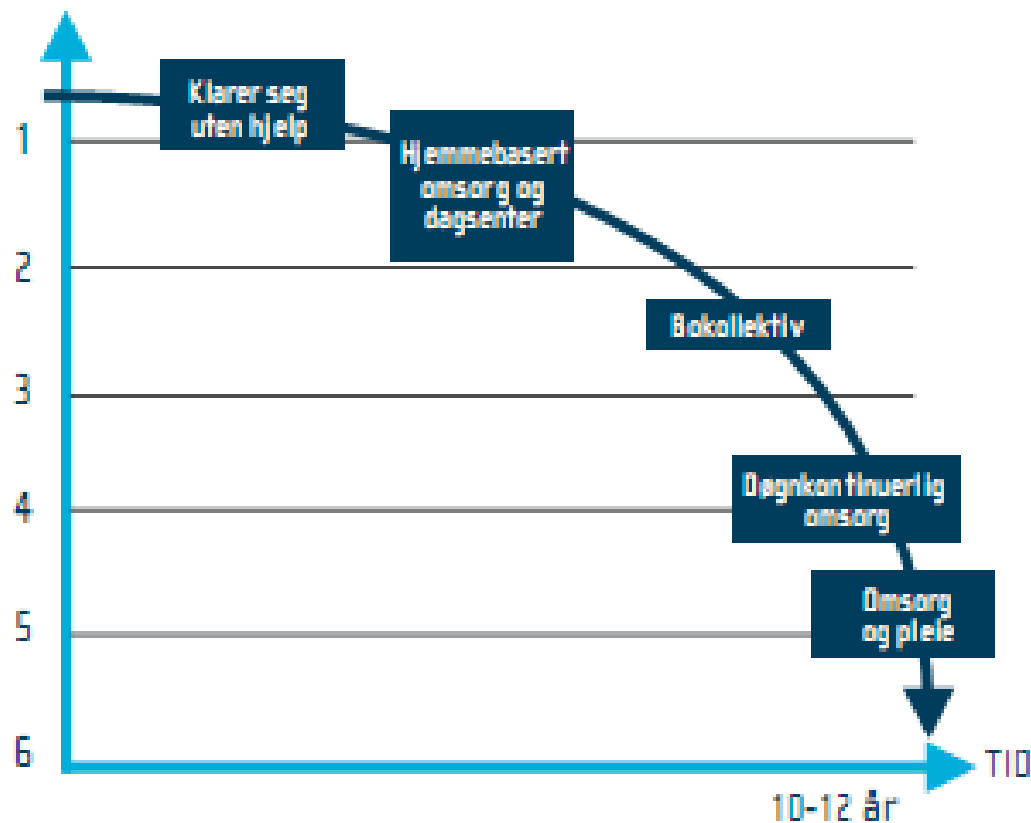 Klarer seg
uten hjelp
1
Hjemmebasert
omsorg og
dagsenter
2
Bokollektiv
3
Døgnkontinuerlig
omsorg
4
Omsorg
og pleie
5
6
TID
10-12 år